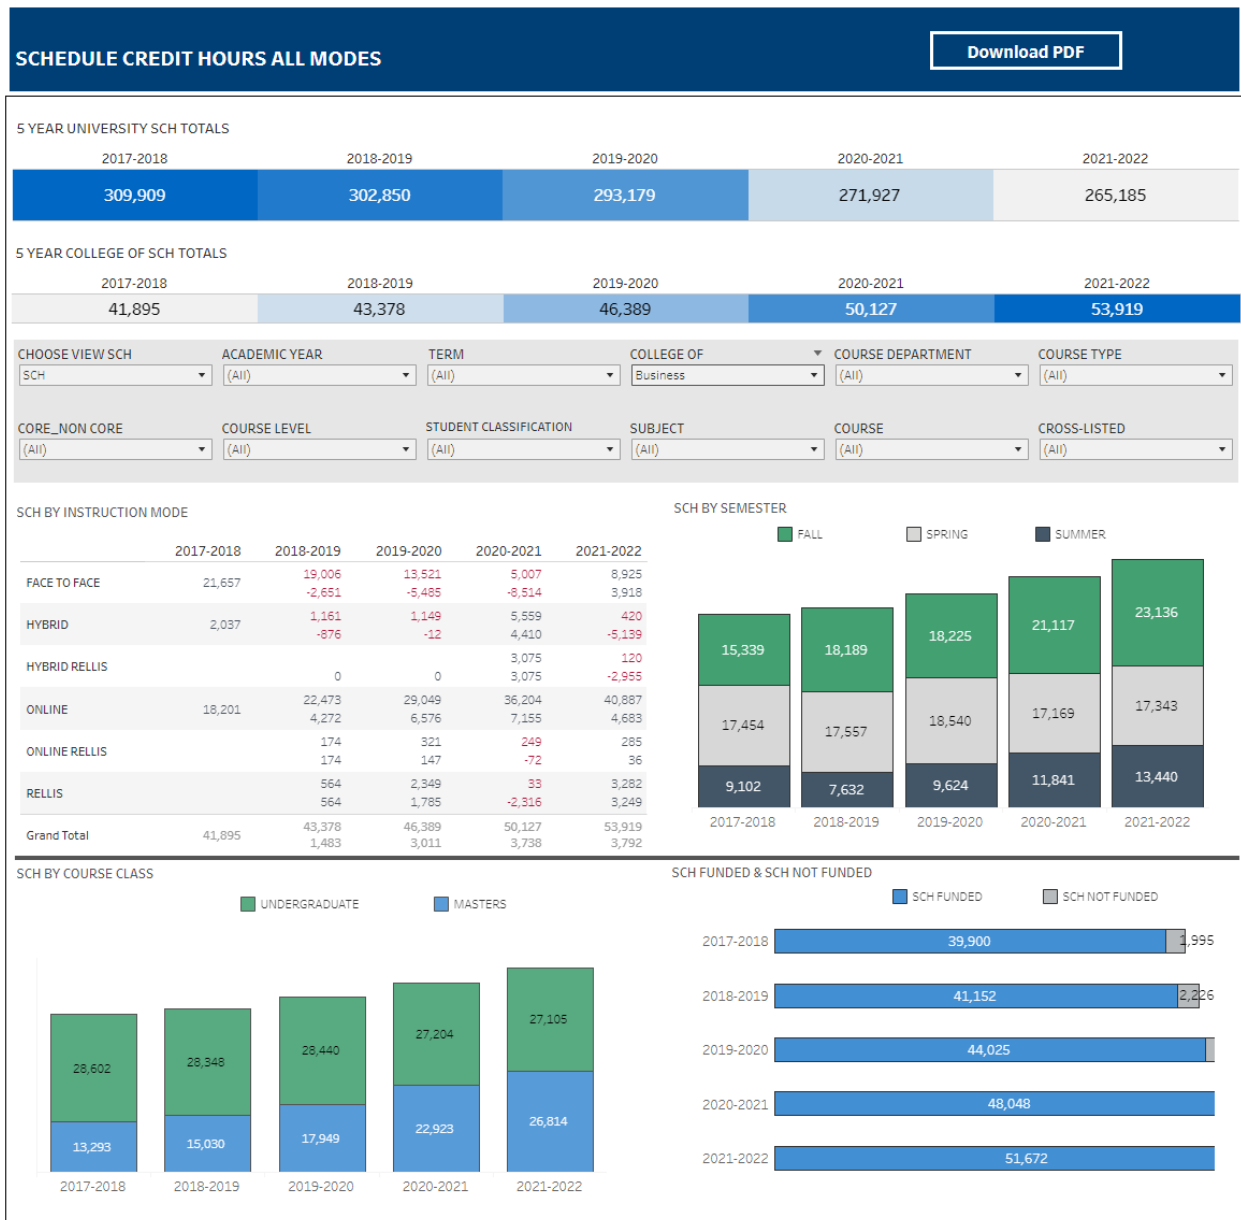 SCHEDULE CREDIT HOURS ALL MODES
Download PDF
5 YEAR UNIVERSITY SCH TOTALS
2017-2018 2018-2019 2019-2020 2020-2021 2021-2022
309,909 302,850 293,179 271,927 265,185
5 YEAR COLLEGE OF SCH TOTALS
2017-2018 2018-2019 2019-2020 2020-2021 2021-2022
41,895 43,378 46,389 50,127 53,919
CHOOSE VIEW SCH ACADEMIC YEAR TERM COLLEGE OF COURSE DEPARTMENT COURSE TYPE
SCH (All) (All) Business (All) (All)
CORE_NON CORE COURSE LEVEL STUDENT CLASSIFICATION SUBJECT COURSE CROSS-LISTED
(All) (All) (All) (All) (All) (All)
SCH BY INSTRUCTION MODE
2017-2018 2018-2019 2019-2020 2020-2021 2021-2022
19,006 13,521 5,007 8,925
FACE TO FACE 21,657
-2,651 -5,485 -8,514 3,918
1,161 1,149 5,559 420
HYBRID 2,037
-876 -12 4,410 -5,139
3,075 120
HYBRID RELLIS
0 0 3,075 -2,955
22,473 29,049 36,204 40,887
ONLINE 18,201
4,272 6,576 7,155 4,683
174 321 249 285
ONLINE RELLIS
174 147 -72 36
564 2,349 33 3,282
RELLIS
564 1,785 -2,316 3,249
43,378 46,389 50,127 53,919
Grand Total 41,895
1,483 3,011 3,738 3,792
SCH BY SEMESTER
FALL SPRING SUMMER
15,339 18,189 18,225 21,117 23,136
17,454 17,557 18,540 17,169 17,343
9,102 7,632 9,624 11,841 13,440
2017-2018 2018-2019 2019-2020 2020-2021 2021-2022
SCH BY COURSE CLASS
UNDERGRADUATE MASTERS
28,602 28,348 28,440 27,204 27,105
13,293 15,030 17,949 22,923 26,814
2017-2018 2018-2019 2019-2020 2020-2021 2021-2022
SCH FUNDED & SCH NOT FUNDED
SCH FUNDED SCH NOT FUNDED
2017-2018 39,900 1,995
2018-2019 41,152 2,226
2019-2020 44,025
2020-2021 48,048
2021-2022 51,672